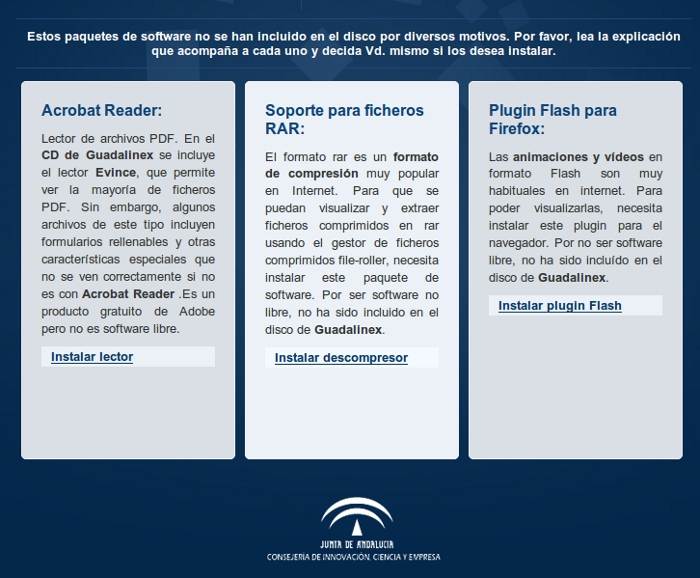 Estos paquetes de software no se han incluido en el disco por diversos motivos. Por favor, lea la explicación
que acompaña a cada uno y decida Vd. mismo si los desea instalar.
Acrobat Reader:
Lector de archivos PDF. En el
CD de Guadalinex se incluye
el lector Evince, que permite
ver la mayoría de ficheros
PDF. Sin embargo, algunos
archivos de este tipo incluyen
formularios rellenables y otras
características especiales que
no se ven correctamente si no
es con Acrobat Reader .Es un
producto gratuito de Adobe
pero no es software libre.
Instalar lector
Soporte para ficheros
RAR:
El formato rar es un formato
de compresión muy popular
en Internet. Para que se
puedan visualizar y extraer
ficheros comprimidos en rar
usando el gestor de ficheros
comprimidos file-roller, necesita
instalar este paquete de
software. Por ser software no
libre, no ha sido incluido en el
disco de Guadalinex.
Instalar descompresor
Plugin Flash para
Firefox:
Las animaciones y vídeos en
formato Flash son muy
habituales en internet. Para
poder visualizarlas, necesita
instalar este plugin para el
navegador. Por no ser software
libre, no ha sido incluído en el
disco de Guadalinex.
Instalar plugin Flash
JUNTA DE ANDALUCIA
CONSEJERÍA DE INNOVACIÓN, CIENCIA Y EMPRESA